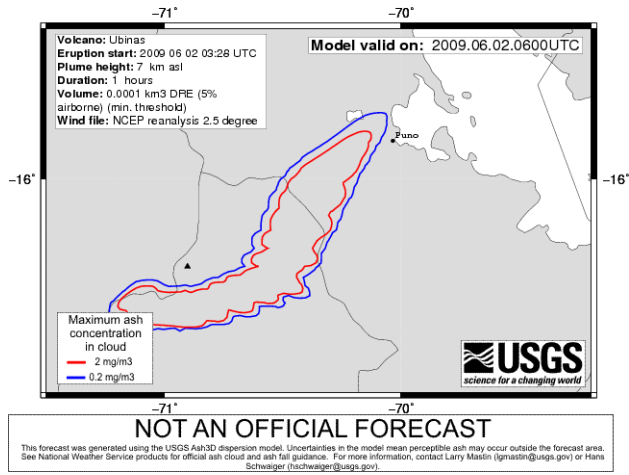 −71°
−70°
Volcano: Ubinas
Eruption start: 2009 06 02 03:26 UTC
Plume height: 7 km asl
Duration: 1 hours
Volume: 0.0001 km3 DRE (5%
airborne) (min. threshold)
Wind file: NCEP reanalysis 2.5 degree
Model valid on: 2009.06.02.0600UTC
Puno
−16°
−16°
Maximum ash
concentration
in cloud
2 mg/m3
0.2 mg/m3
USGS
science for a changing world
−71°
−70°
NOT AN OFFICIAL FORECAST
This forecast was generated using the USGS Ash3D dispersion model. Uncertainties in the model mean perceptible ash may occur outside the forecast area.
See National Weather Service products for official ash cloud and ash fall guidance. For more information, contact Larry Mastin (lgmastin@usgs.gov) or Hans
Schwaiger (hschwaiger@usgs.gov).